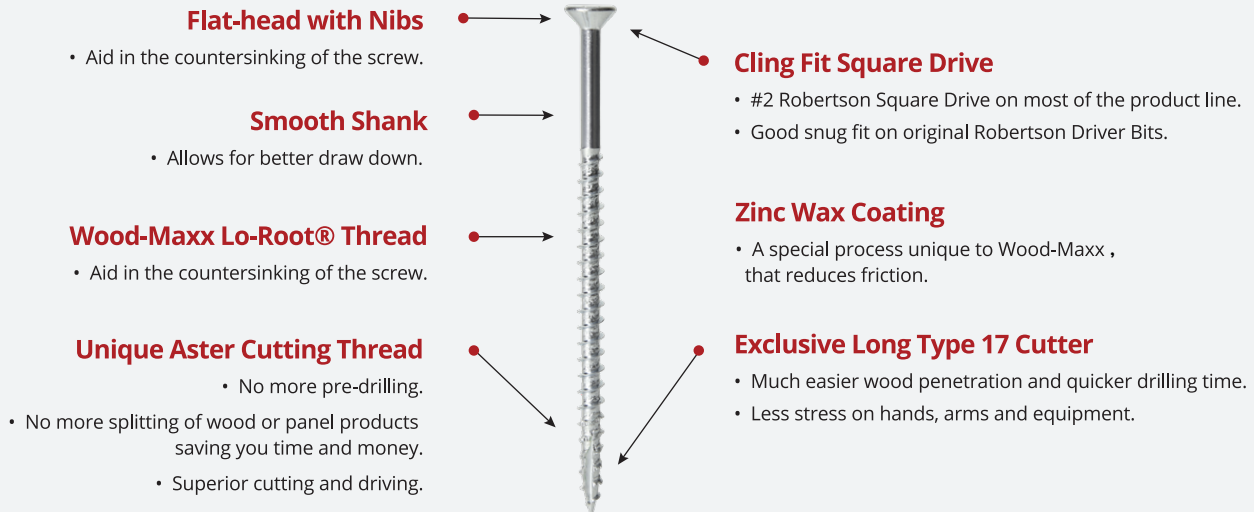 Flat-head with Nibs
• Aid in the countersinking of the screw.
Smooth Shank
• Allows for better draw down.
Wood-Maxx Lo-Root® Thread
• Aid in the countersinking of the screw.
Unique Aster Cutting Thread
• No more pre-drilling.
• No more splitting of wood or panel products
saving you time and money.
• Superior cutting and driving.
Cling Fit Square Drive
• #2 Robertson Square Drive on most of the product line.
• Good snug fit on original Robertson Driver Bits.
Zinc Wax Coating
• A special process unique to Wood-Maxx ,
that reduces friction.
Exclusive Long Type 17 Cutter
• Much easier wood penetration and quicker drilling time.
• Less stress on hands, arms and equipment.